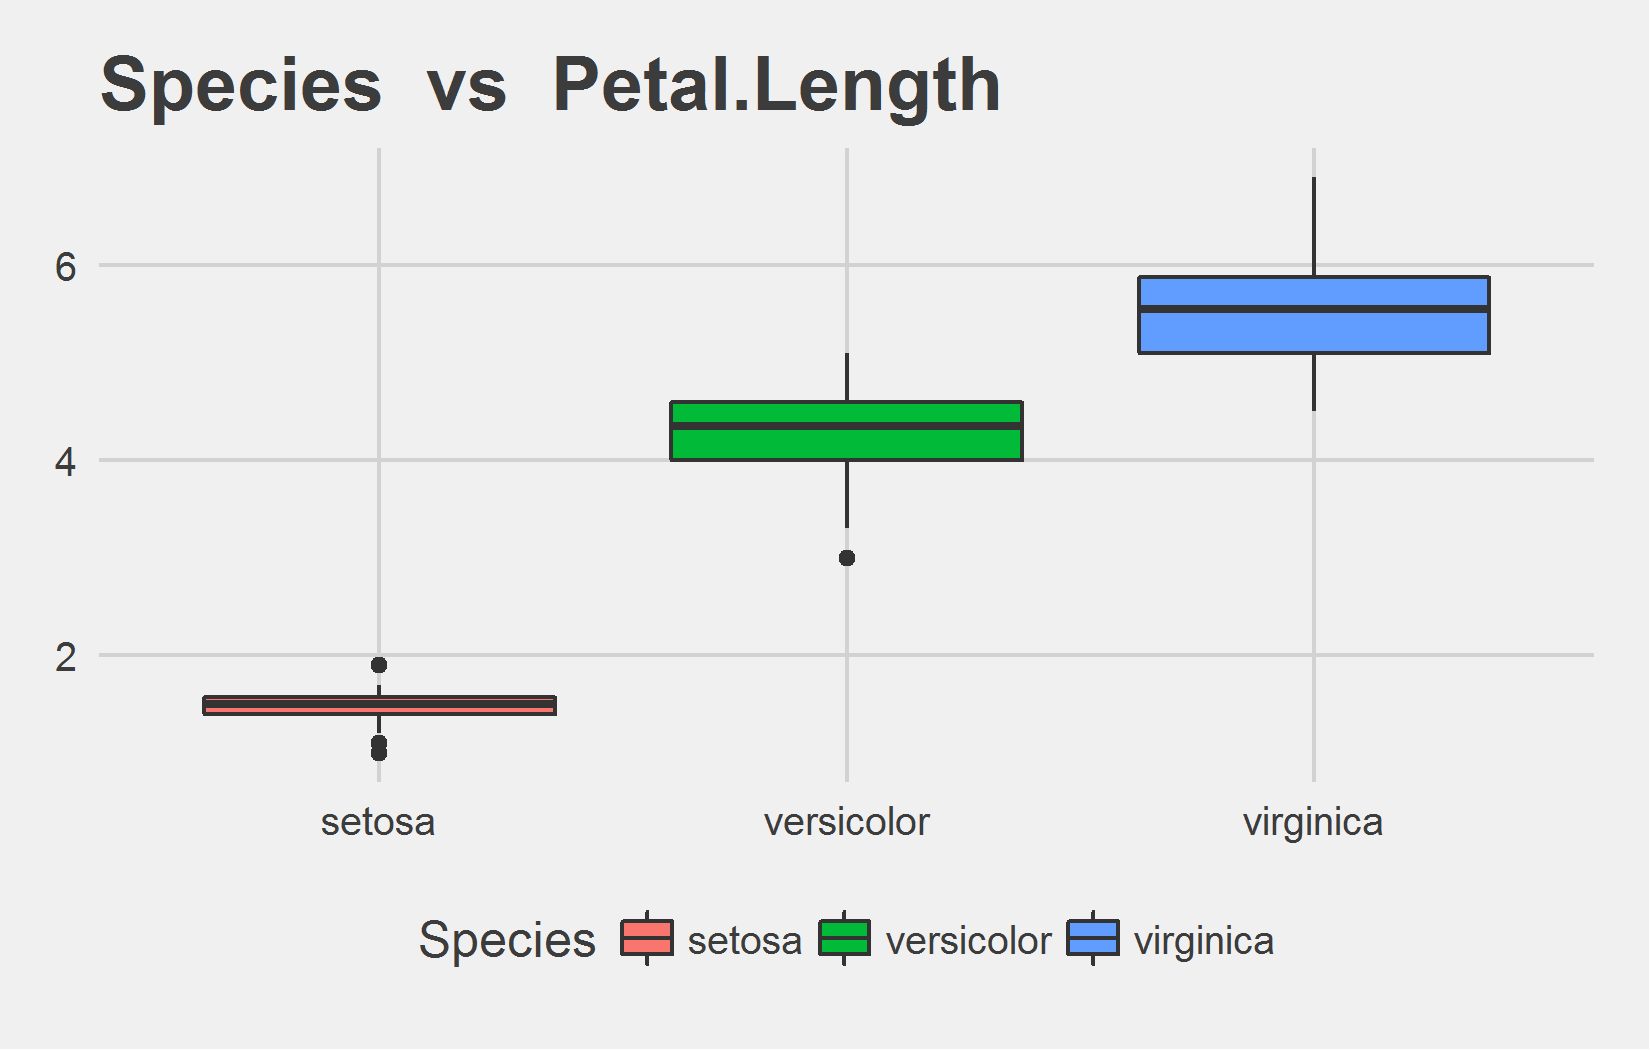 Species vs Petal.Length
6
4
2
setosa versicolor virginica
Species setosa versicolor virginica